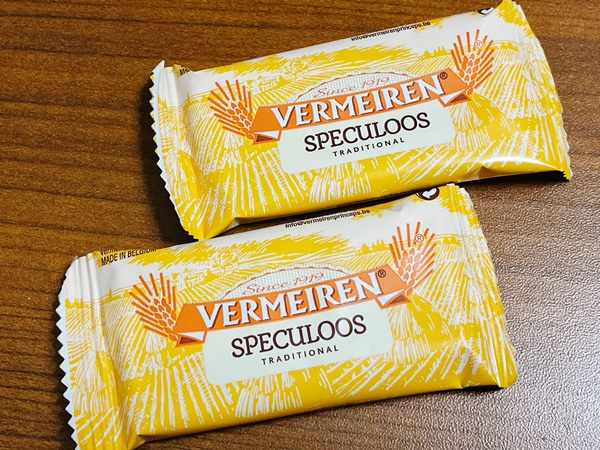 info@vermeirenprinceps.be
Since 1919
VERMEIREN®
SPECULOOS
TRADITIONAL
info@vermeirenprinceps.be
MADE IN BELGIUM
Since 1919
VERMEIREN®
SPECULOOS
TRADITIONAL